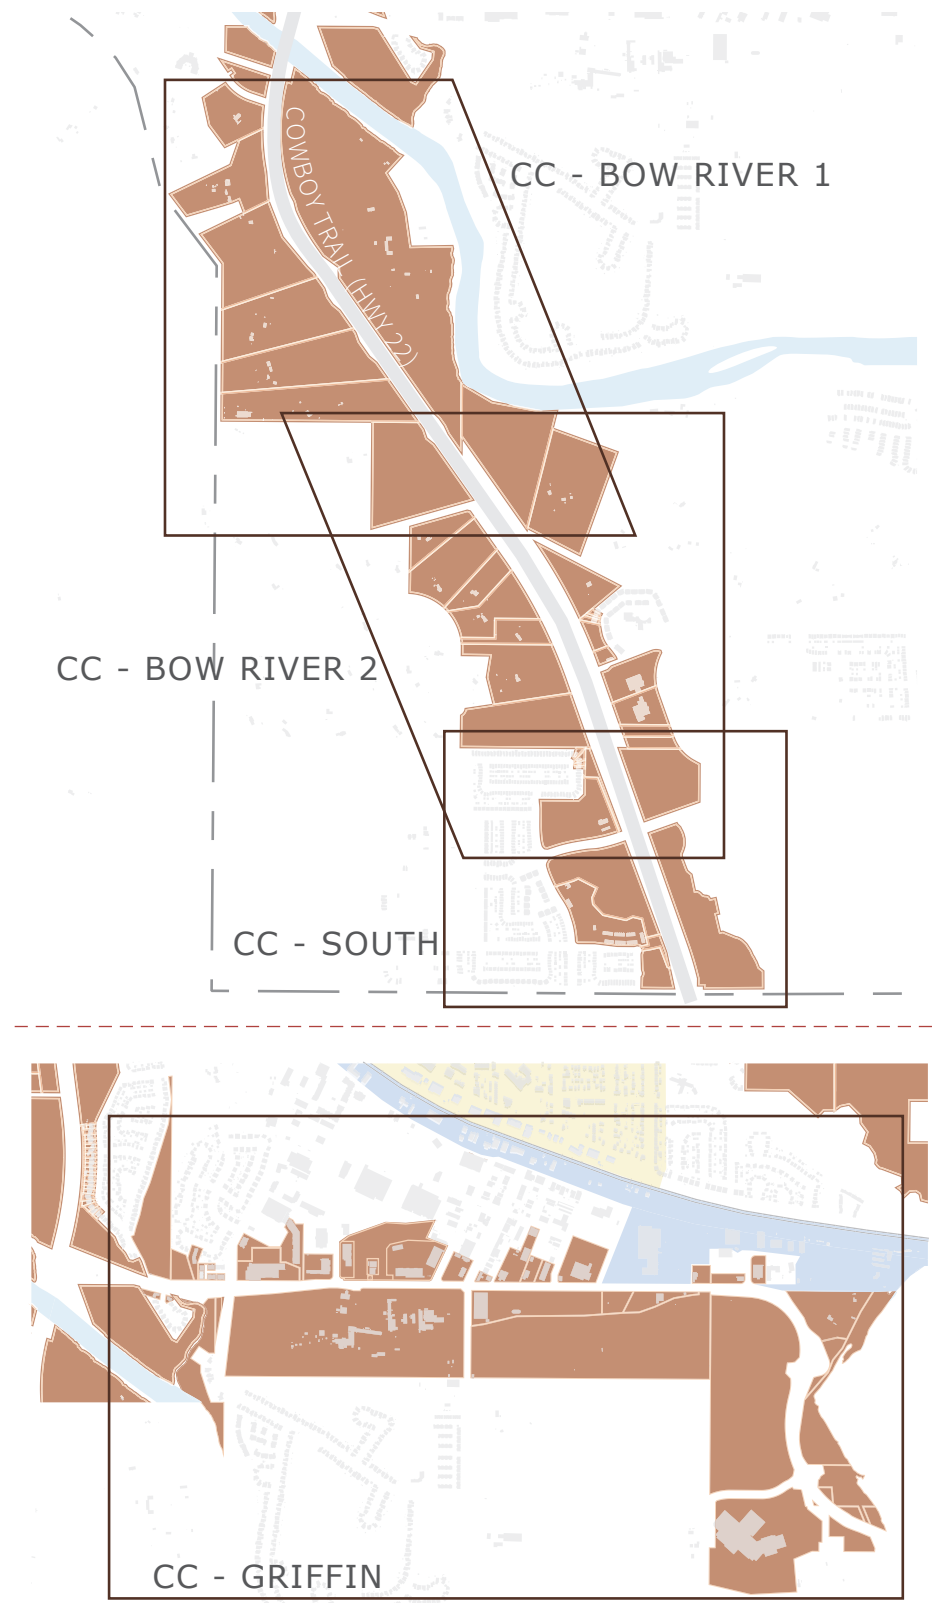 CC - BOW RIVER 1
COWBOY TRAIL (HWY 22)
CC - BOW RIVER 2
CC - SOUTH
CC - GRIFFIN